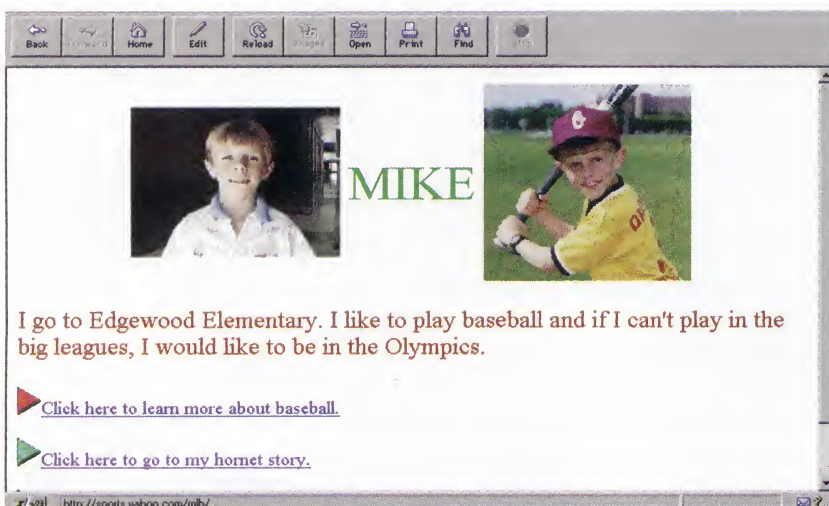 Back Forward Home Edit Reload Images Open Print Find Stop
MIKE
I go to Edgewood Elementary. I like to play baseball and if I can't play in the
big leagues, I would like to be in the Olympics.
Click here to learn more about baseball.
Click here to go to my hornet story.
http://sports.yahoo.com/mlb/